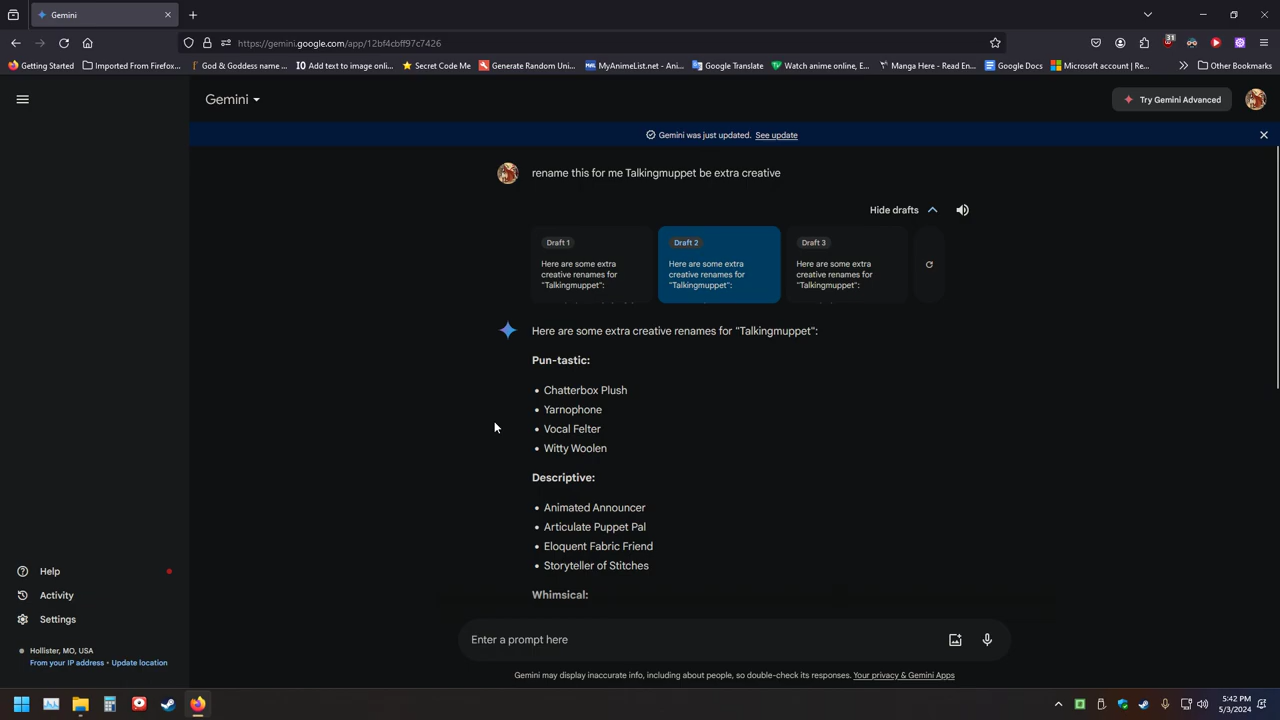 Gemini
https://gemini.google.com/app/12bf4cbff97c7426
38
Getting Started
Imported From Firefox...
God & Goddess name ...
Add text to image onlin...
Secret Code Me
Generate Random Uni...
MyAnimeList.net - Ani...
Google Translate
Watch anime online, E...
Manga Here - Read En...
Google Docs
Microsoft account | Re...
Other Bookmarks
Gemini
Try Gemini Advanced
Gemini was just updated. See update
rename this for me Talkingmuppet be extra creative
Hide drafts
Draft 1
Here are some extra
creative renames for
"Talkingmuppet":
Draft 2
Here are some extra
creative renames for
"Talkingmuppet":
Draft 3
Here are some extra
creative renames for
"Talkingmuppet":
Here are some extra creative renames for "Talkingmuppet":
Pun-tastic:
• Chatterbox Plush
• Yarnophone
• Vocal Felter
• Witty Woolen
Descriptive:
• Animated Announcer
• Articulate Puppet Pal
• Eloquent Fabric Friend
• Storyteller of Stitches
Whimsical:
Help
Activity
Settings
Hollister, MO, USA
From your IP address • Update location
Enter a prompt here
Gemini may display inaccurate info, including about people, so double-check its responses. Your privacy & Gemini Apps
5:42 PM
5/3/2024